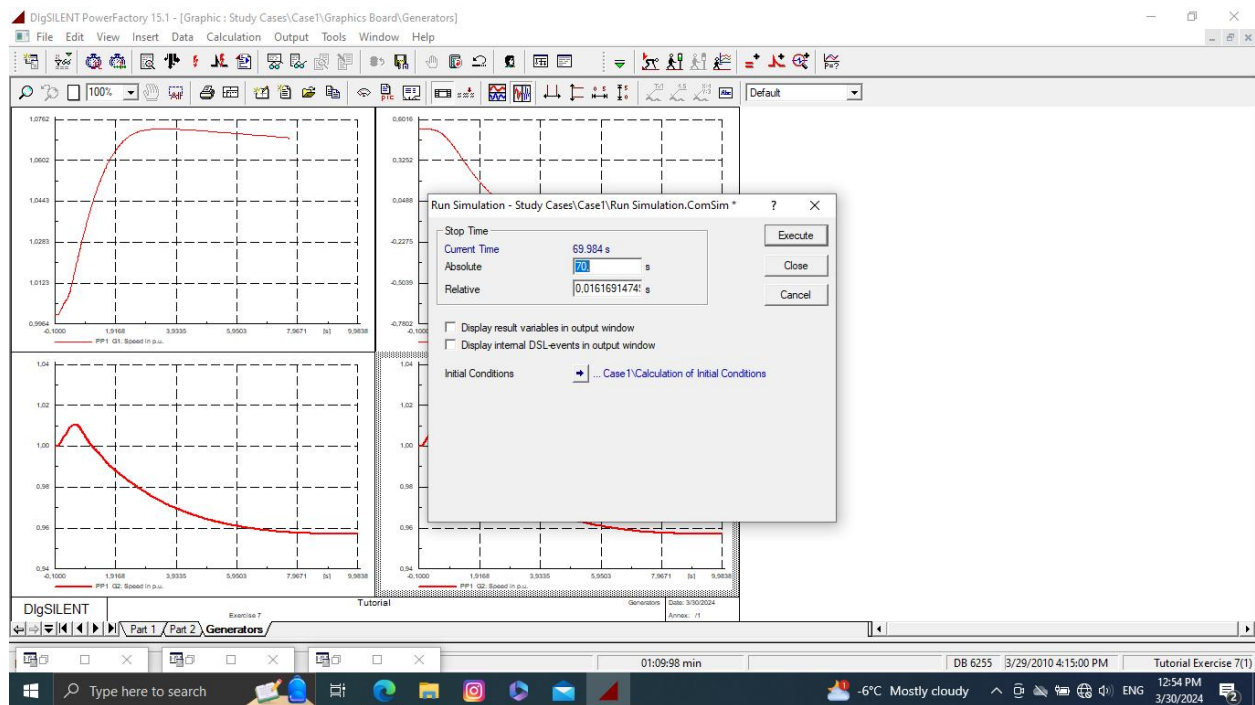 DIgSILENT PowerFactory 15.1 - [Graphic : Study Cases\Case1\Graphics Board\Generators]
File Edit View Insert Data Calculation Output Tools Window Help
100%
Default
1,0762
1,0602
1,0443
1,0283
1,0123
0,9964
-0,1000 1,9168 3,9335 5,9503 7,9671 [s] 9,9838
PP1 G1: Speed in p.u.
0,6016
0,3252
0,0488
-0,2275
-0,5039
-0,7802
-0,100
Run Simulation - Study Cases\Case1\Run Simulation.ComSim *
? X
Stop Time
Current Time 69.984 s
Absolute 70, s
Relative 0,0161691474 s
Execute
Close
Cancel
Display result variables in output window
Display internal DSL-events in output window
Initial Conditions ... Case1\Calculation of Initial Conditions
1,04
1,02
1,00
0,98
0,96
0,94
-0,1000 1,9168 3,9335 5,9503 7,9671 [s] 9,9838
PP1 G2: Speed in p.u.
1,04
1,02
1,00
0,98
0,96
0,94
-0,1000 1,9168 3,9335 5,9503 7,9671 [s] 9,9838
PP1 G2: Speed in p.u.
DIgSILENT
Exercise 7
Tutorial
Generators
Date: 3/30/2024
Annex: /1
Part 1 Part 2 Generators
01:09:98 min
DB 6255
3/29/2010 4:15:00 PM
Tutorial Exercise 7(1)
Type here to search
-6°C Mostly cloudy
ENG
12:54 PM
3/30/2024
2